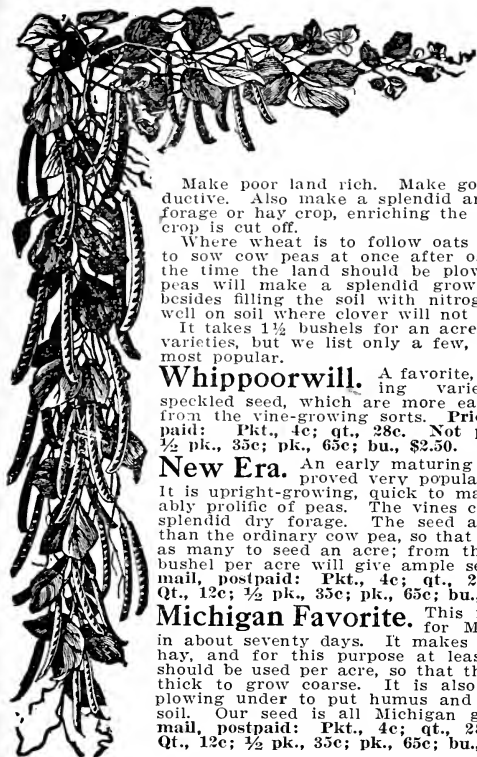 Make poor land rich. Make go
ductive. Also make a splendid an
forage or hay crop, enriching the
crop is cut off.
Where wheat is to follow oats
to sow cow peas at once after o
the time the land should be plow
peas will make a splendid grow
besides filling the soil with nitrog
well on soil where clover will not
It takes 1½ bushels for an acre
varieties, but we list only a few,
most popular.
Whippoorwill. A favorite,
ing varie
speckled seed, which are more ea
from the vine-growing sorts. Pri
paid: Pkt., 4c; qt., 28c. Not p
½ pk., 35c; pk., 65c; bu., $2.50.
New Era. An early maturing
proved very popula
It is upright-growing, quick to ma
ably prolific of peas. The vines c
splendid dry forage. The seed a
than the ordinary cow pea, so that
as many to seed an acre; from th
bushel per acre will give ample se
mail, postpaid: Pkt., 4c; qt., 2
Qt., 12c; ½ pk., 35c; pk., 65c; bu.,
Michigan Favorite. This
for M
in about seventy days. It makes
hay, and for this purpose at leas
should be used per acre, so that th
thick to grow coarse. It is also
plowing under to put humus and
soil. Our seed is all Michigan g
mail, postpaid: Pkt., 4c; qt., 28
Qt., 12c; ½ pk., 35c; pk., 65c; bu.,